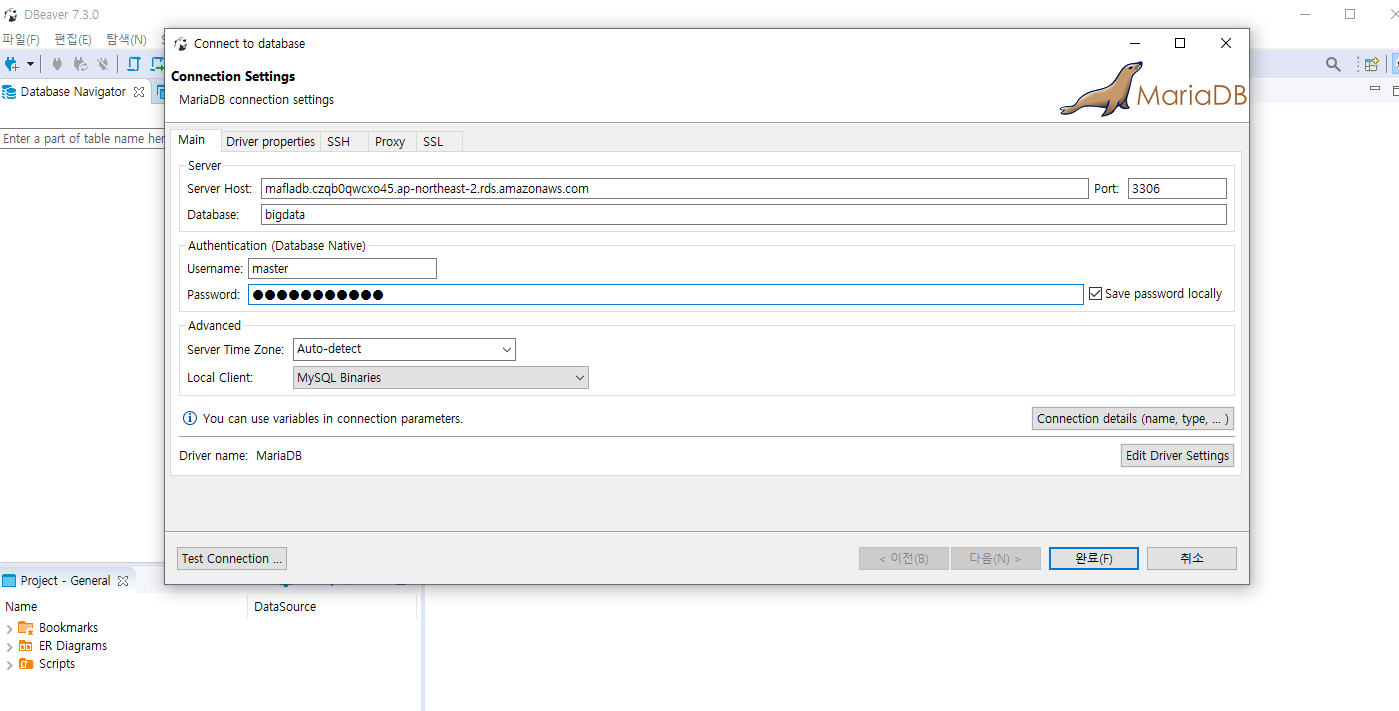 DBeaver 7.3.0
파일(F) 편집(E) 탐색(N)
Database Navigator
Enter a part of table name her
Connect to database
Connection Settings
MariaDB connection settings
MariaDB
Main Driver properties SSH Proxy SSL
Server
Server Host: mafladb.czqb0qwcxo45.ap-northeast-2.rds.amazonaws.com Port: 3306
Database: bigdata
Authentication (Database Native)
Username: master
Password: ●●●●●●●●●●● Save password locally
Advanced
Server Time Zone: Auto-detect
Local Client: MySQL Binaries
You can use variables in connection parameters. Connection details (name, type, ... )
Driver name: MariaDB Edit Driver Settings
Test Connection ... < 이전(B) 다음(N) > 완료(F) 취소
Project - General
Name DataSource
Bookmarks
ER Diagrams
Scripts